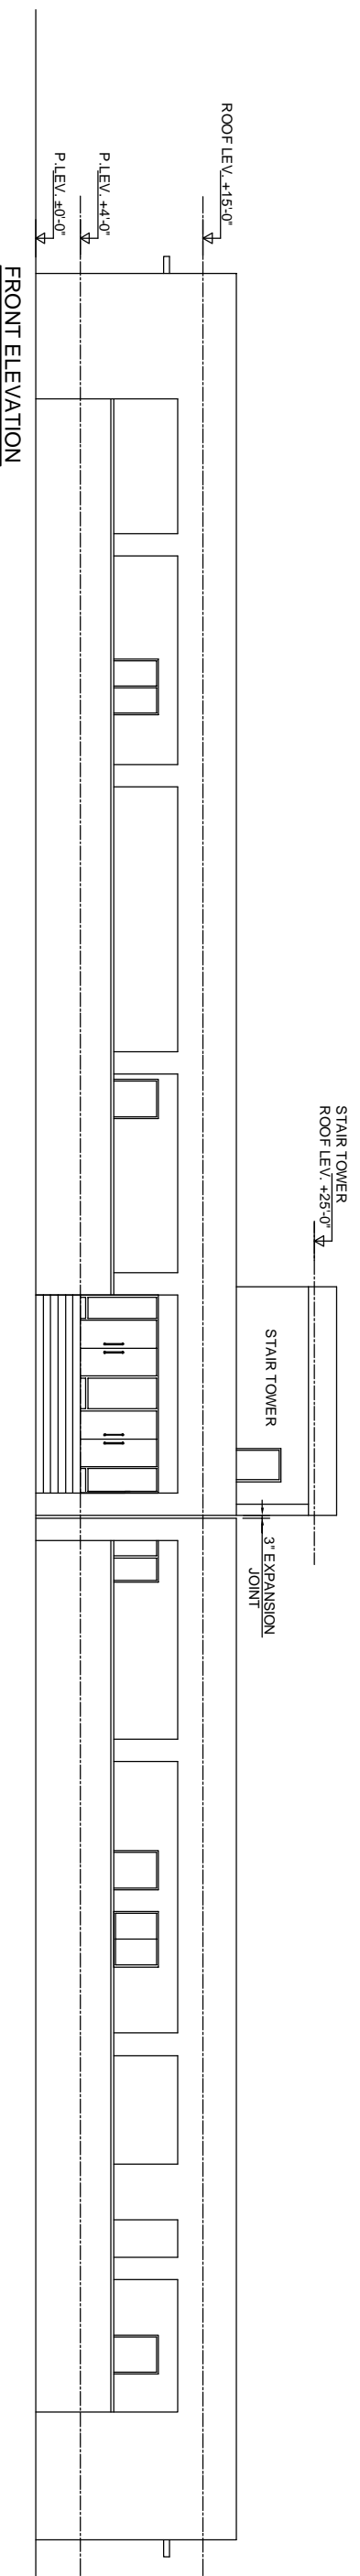 STAIR TOWER
ROOF LEV. +25'-0"
STAIR TOWER
3" EXPANSION
JOINT
ROOF LEV. +15'-0"
P.LEV. +4'-0"
P.LEV. ±0'-0"
FRONT ELEVATION